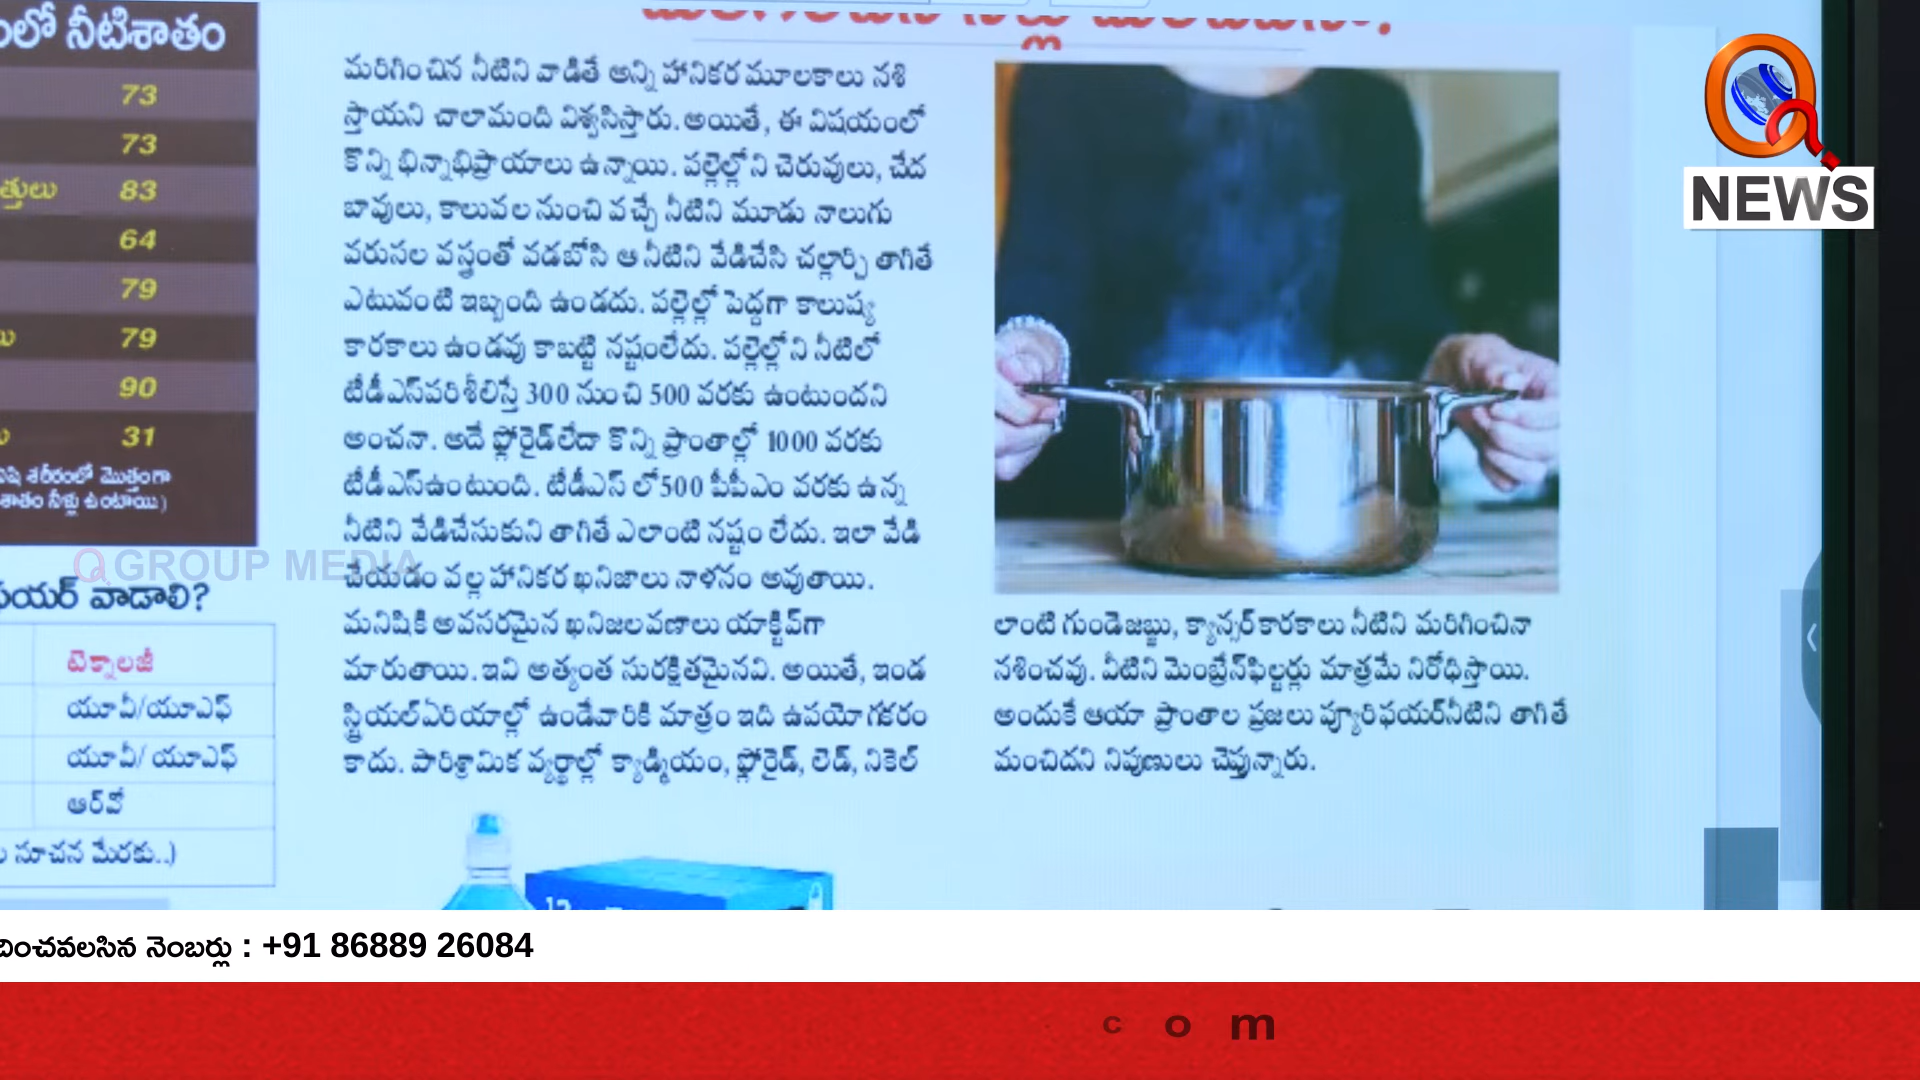 లో నీటిశాతం
73
73
త్తులు 83
64
79
79
90
31
షి శరీరంలో మొత్తంగా
శాతం నీళ్లు ఉంటాయి)
GROUP MEDIA
ఫయర్ వాడాలి?
టెక్నాలజీ
యూవీ/యూఎఫ్
యూవీ/ యూఎఫ్
ఆర్‌వో
సూచన మేరకు..)
మరిగించిన నీటిని వాడితే అన్ని హానికర మూలకాలు నశి
స్తాయని చాలామంది విశ్వసిస్తారు. అయితే, ఈ విషయంలో
కొన్ని భిన్నాభిప్రాయాలు ఉన్నాయి. పల్లెల్లోని చెరువులు, చేద
బావులు, కాలువల నుంచి వచ్చే నీటిని మూడు నాలుగు
వరుసల వస్త్రంతో వడబోసి ఆ నీటిని వేడిచేసి చల్లార్చి తాగితే
ఎటువంటి ఇబ్బంది ఉండదు. పల్లెల్లో పెద్దగా కాలుష్య
కారకాలు ఉండవు కాబట్టి నష్టంలేదు. పల్లెల్లోని నీటిలో
టీడీఎస్‌పరిశీలిస్తే 300 నుంచి 500 వరకు ఉంటుందని
అంచనా. అదే ఫ్లోరైడ్‌లేదా కొన్ని ప్రాంతాల్లో 1000 వరకు
టీడీఎస్‌ఉంటుంది. టీడీఎస్ లో500 పీపీఎం వరకు ఉన్న
నీటిని వేడిచేసుకుని తాగితే ఎలాంటి నష్టం లేదు. ఇలా వేడి
చేయడం వల్ల హానికర ఖనిజాలు నాశనం అవుతాయి.
మనిషికి అవసరమైన ఖనిజలవణాలు యాక్టివ్‌గా
మారుతాయి. ఇవి అత్యంత సురక్షితమైనవి. అయితే, ఇండ
స్ట్రియల్‌ఏరియాల్లో ఉండేవారికి మాత్రం ఇది ఉపయోగకరం
కాదు. పారిశ్రామిక వ్యర్థాల్లో క్యాడ్మియం, ఫ్లోరైడ్, లెడ్, నికెల్
లాంటి గుండెజబ్బు, క్యాన్సర్‌కారకాలు నీటిని మరిగించినా
నశించవు. వీటిని మెంబ్రేన్‌ఫిల్టర్లు మాత్రమే నిరోధిస్తాయి.
అందుకే ఆయా ప్రాంతాల ప్రజలు ప్యూరిఫయర్‌నీటిని తాగితే
మంచిదని నిపుణులు చెప్తున్నారు.
NEWS
దించవలసిన నెంబర్లు : +91 86889 26084
com